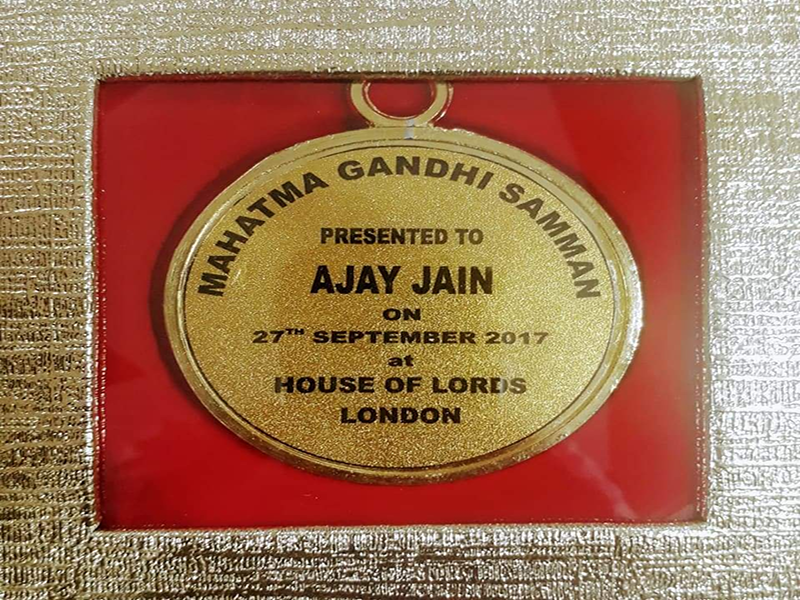 MAHATMA GANDHI SAMMAN
PRESENTED TO
AJAY JAIN
ON
27TH SEPTEMBER 2017
at
HOUSE OF LORDS
LONDON